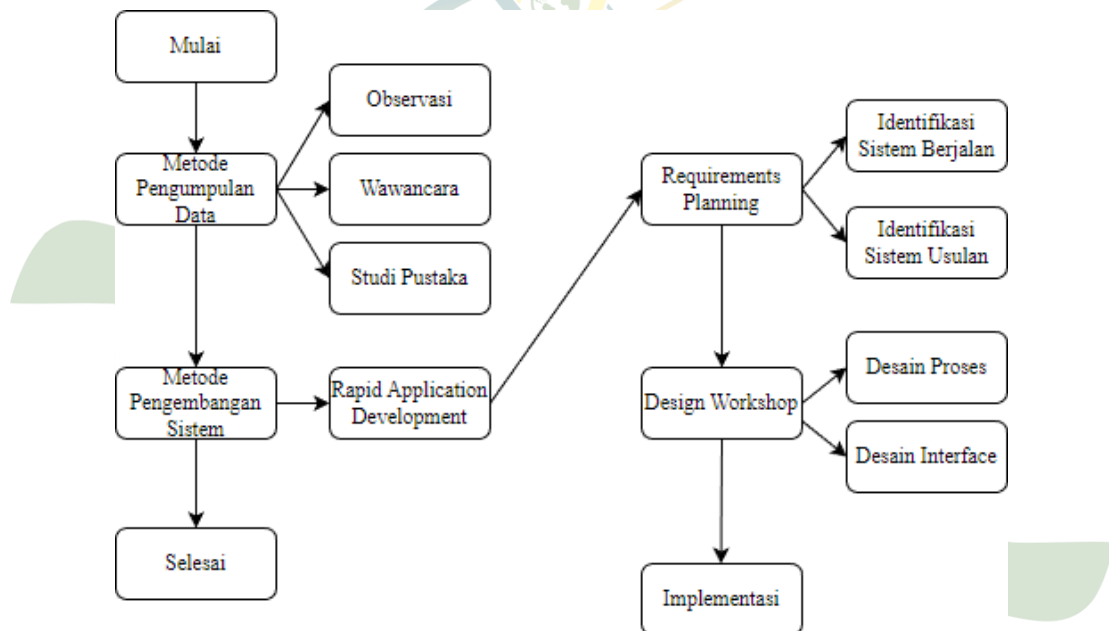 Mulai
Metode
Pengumpulan
Data
Observasi
Wawancara
Studi Pustaka
Metode
Pengembangan
Sistem
Rapid Application
Development
Selesai
Requirements
Planning
Identifikasi
Sistem Berjalan
Identifikasi
Sistem Usulan
Design Workshop
Desain Proses
Desain Interface
Implementasi